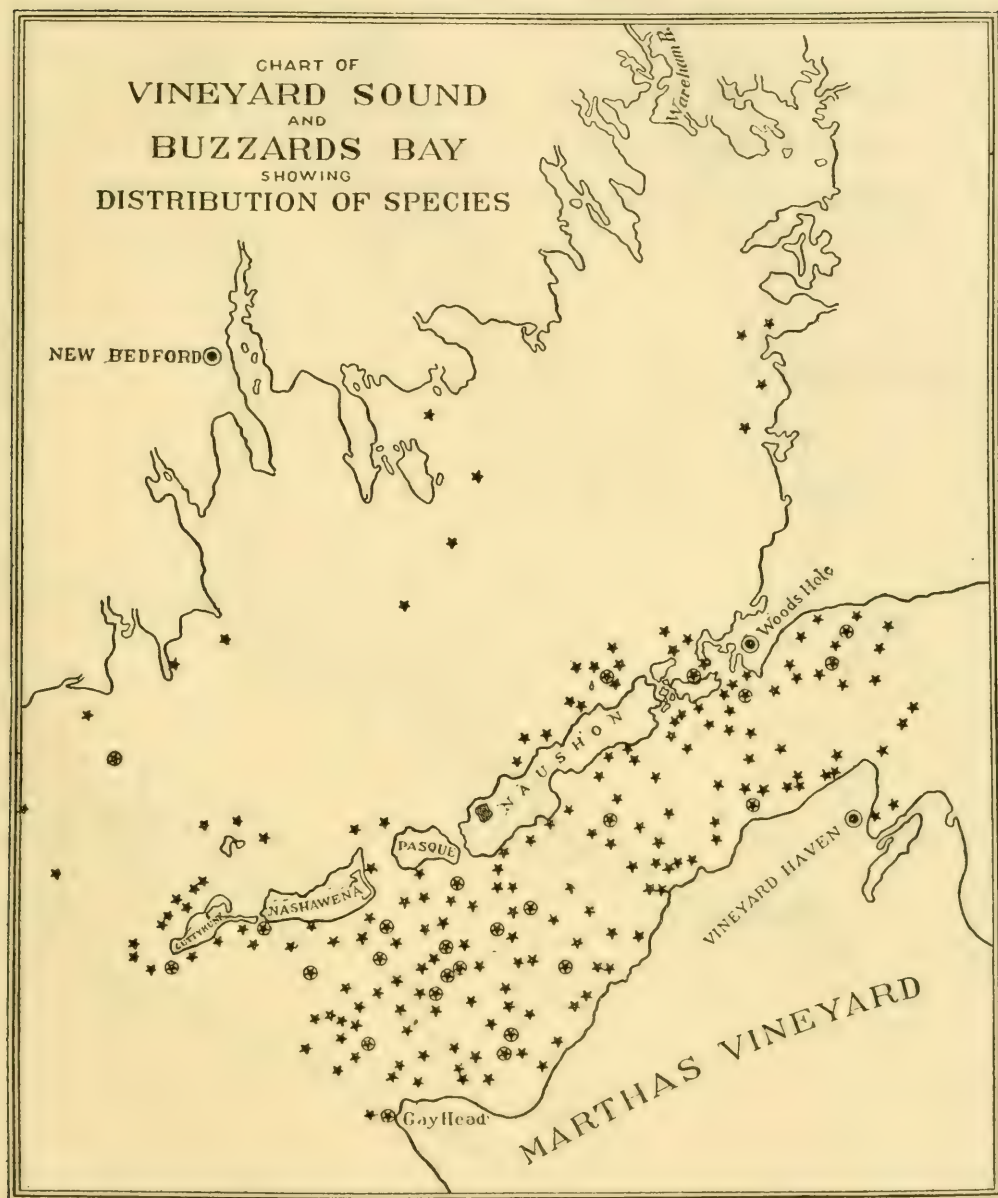 CHART OF
VINEYARD SOUND
AND
BUZZARDS BAY
SHOWING
DISTRIBUTION OF SPECIES
Wareham R.
NEW BEDFORD
Woods Hole
NAUSHON
PASQUE
NASHAWENA
CUTTYHUNK
VINEYARD HAVEN
MARTHAS VINEYARD
Gay Head